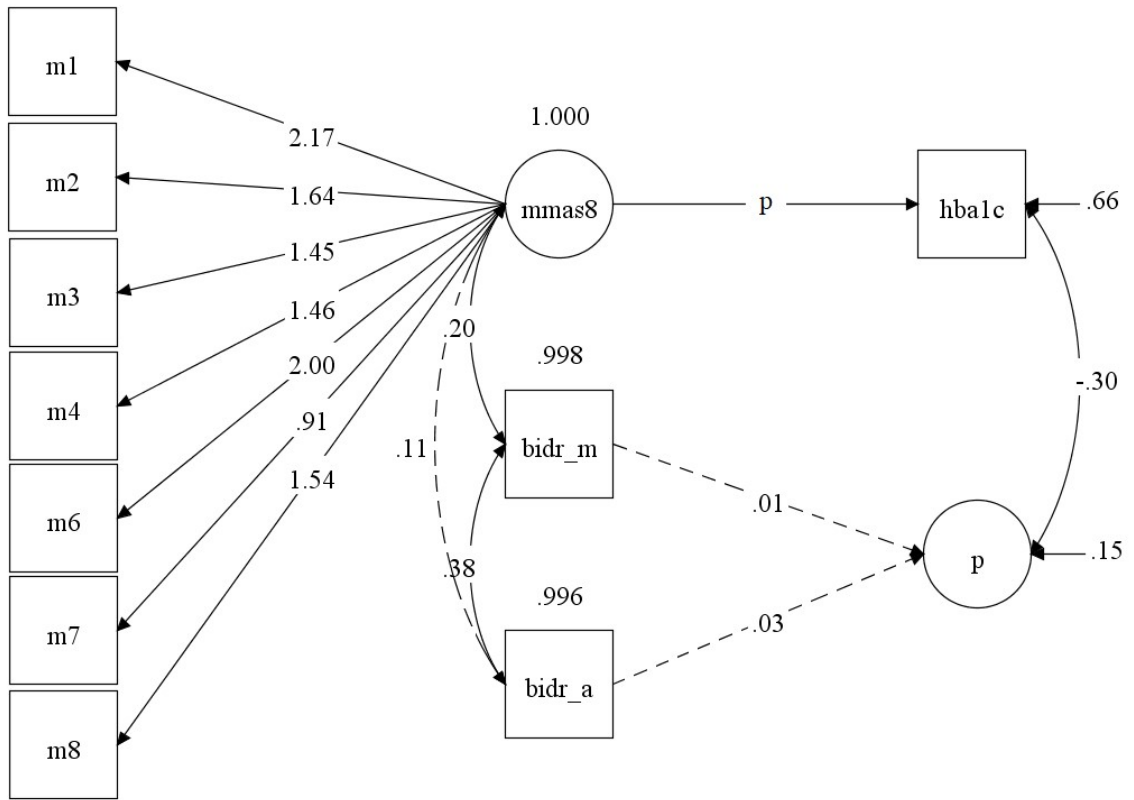 m1
m2
m3
m4
m6
m7
m8
2.17
1.64
1.45
1.46
2.00
.91
1.54
1.000
mmas8
p
hba1c
.66
.20
.998
bidr_m
.11
.38
.996
bidr_a
.01
.03
-.30
p
.15